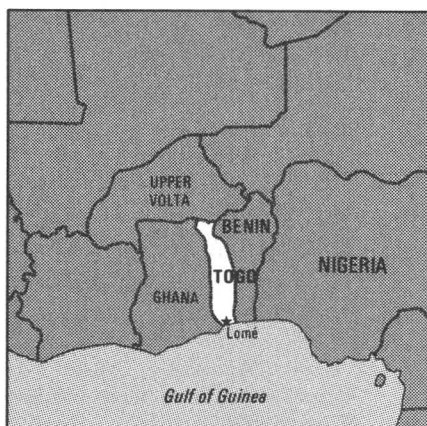 UPPER
VOLTA
BENIN
TOGO
NIGERIA
GHANA
Lomé
Gulf of Guinea